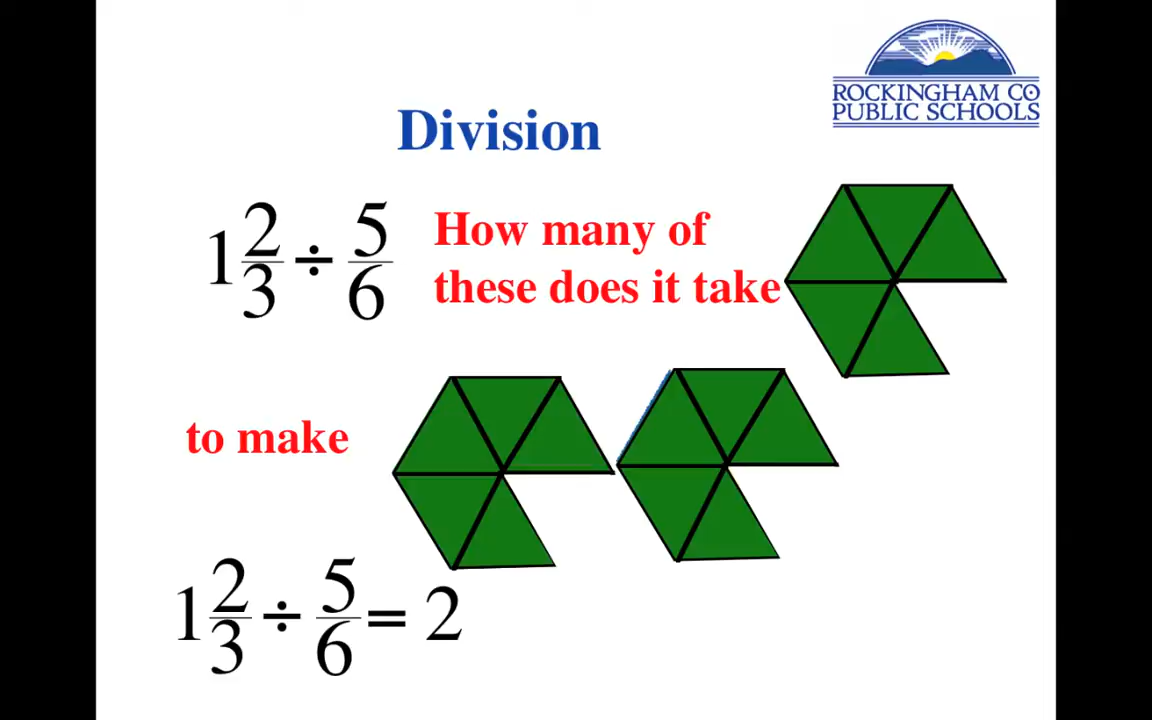 ROCKINGHAM CO
PUBLIC SCHOOLS
Division
1 2/3 ÷ 5/6
How many of
these does it take
to make
1 2/3 ÷ 5/6 = 2